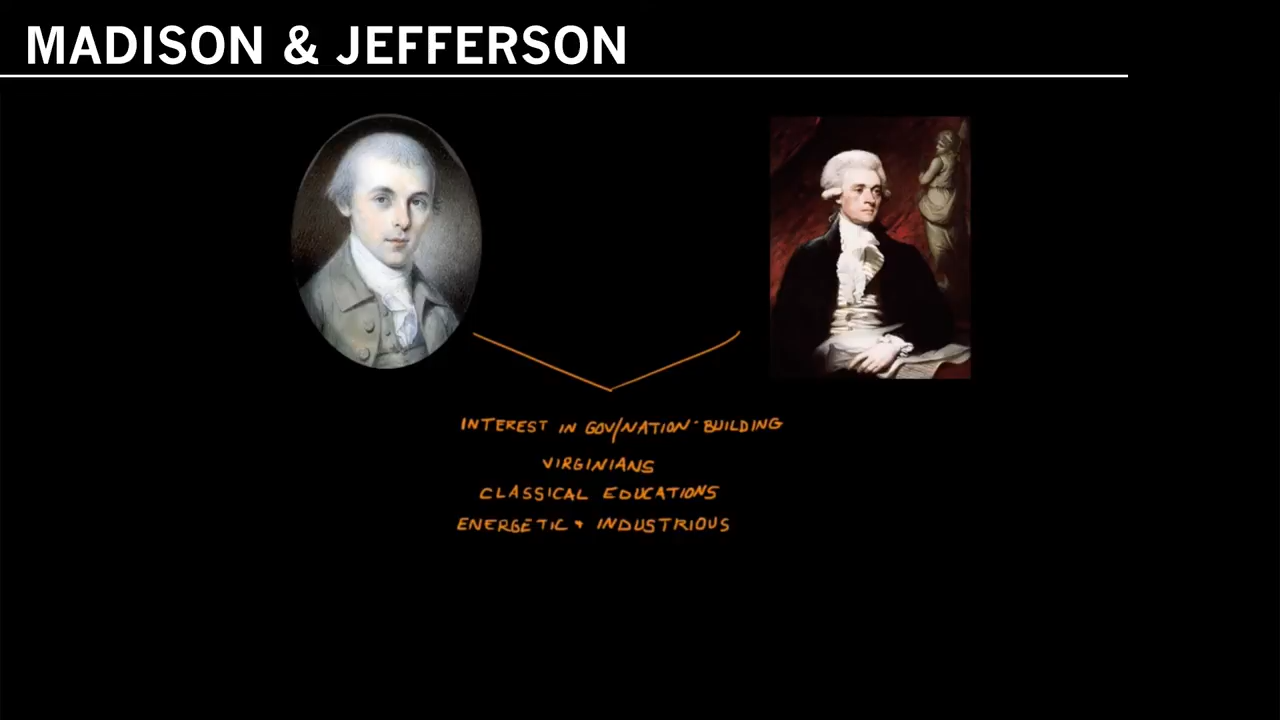 MADISON & JEFFERSON
INTEREST IN GOV/NATION-BUILDING
VIRGINIANS
CLASSICAL EDUCATIONS
ENERGETIC + INDUSTRIOUS